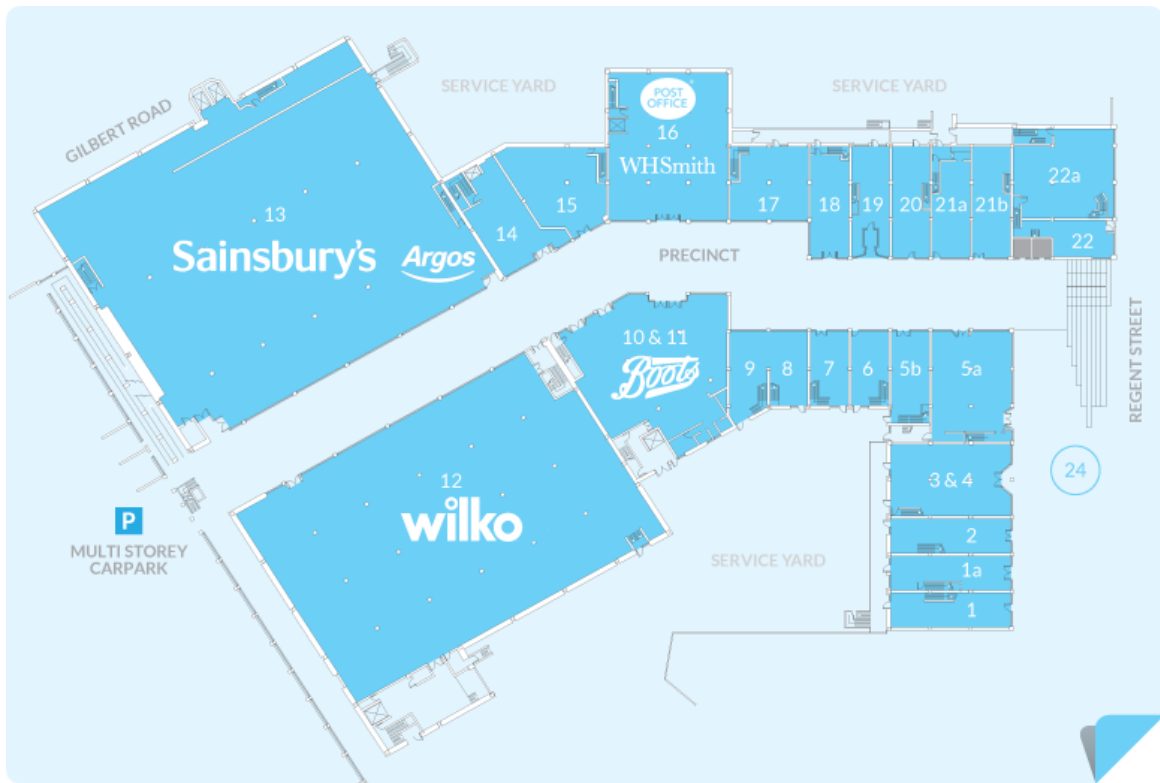 GILBERT ROAD
SERVICE YARD
SERVICE YARD
POST
OFFICE
16
WHSmith
13
Sainsbury's
Argos
14
15
17
18
19
20
21a
21b
22a
22
PRECINCT
REGENT STREET
10 & 11
Boots
9
8
7
6
5b
5a
24
3 & 4
2
1a
1
12
wilko
P
MULTI STOREY
CARPARK
SERVICE YARD